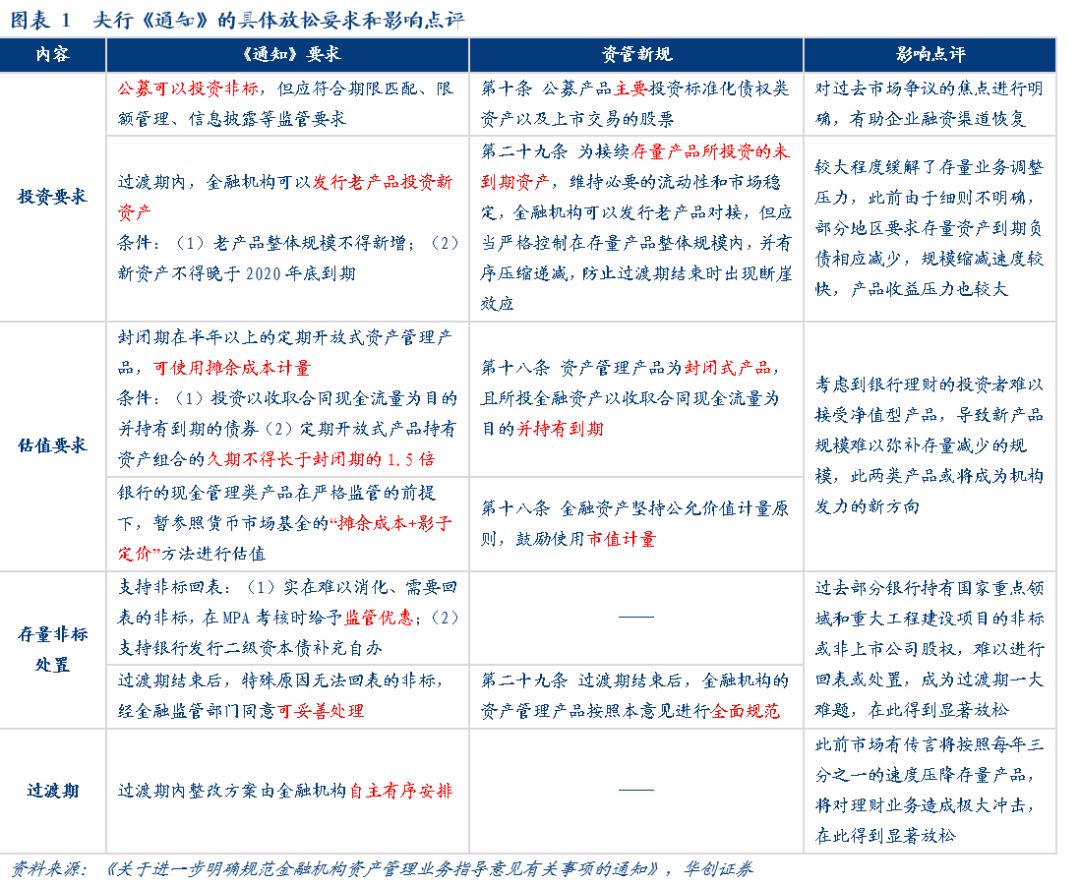 图表 1 央行《通知》的具体放松要求和影响点评
内容 《通知》要求 资管新规 影响点评
投资要求
公募可以投资非标，但应符合期限匹配、限
额管理、信息披露等监管要求
第十条 公募产品主要投资标准化债权类
资产以及上市交易的股票
对过去市场争议的焦点进行明
确，有助企业融资渠道恢复
过渡期内，金融机构可以发行老产品投资新
资产
条件：（1）老产品整体规模不得新增；（2）
新资产不得晚于 2020 年底到期
第二十九条 为接续存量产品所投资的未
到期资产，维持必要的流动性和市场稳
定，金融机构可以发行老产品对接，但应
当严格控制在存量产品整体规模内，并有
序压缩递减，防止过渡期结束时出现断崖
效应
较大程度缓解了存量业务调整
压力，此前由于细则不明确，
部分地区要求存量资产到期负
债相应减少，规模缩减速度较
快，产品收益压力也较大
估值要求
封闭期在半年以上的定期开放式资产管理产
品，可使用摊余成本计量
条件：（1）投资以收取合同现金流量为目的
并持有到期的债券（2）定期开放式产品持有
资产组合的久期不得长于封闭期的 1.5 倍
第十八条 资产管理产品为封闭式产品，
且所投金融资产以收取合同现金流量为
目的并持有到期
考虑到银行理财的投资者难以
接受净值型产品，导致新产品
规模难以弥补存量减少的规
模，此两类产品或将成为机构
发力的新方向
银行的现金管理类产品在严格监管的前提
下，暂参照货币市场基金的“摊余成本+影子
定价”方法进行估值
第十八条 金融资产坚持公允价值计量原
则，鼓励使用市值计量
存量非标
处置
支持非标回表：（1）实在难以消化、需要回
表的非标，在 MPA 考核时给予监管优惠；（2）
支持银行发行二级资本债补充自办
——
过去部分银行持有国家重点领
域和重大工程建设项目的非标
或非上市公司股权，难以进行
回表或处置，成为过渡期一大
难题，在此得到显著放松
过渡期结束后，特殊原因无法回表的非标，
经金融监管部门同意可妥善处理
第二十九条 过渡期结束后，金融机构的
资产管理产品按照本意见进行全面规范
过渡期
过渡期内整改方案由金融机构自主有序安排
——
此前市场有传言将按照每年三
分之一的速度压降存量产品，
将对理财业务造成极大冲击，
在此得到显著放松
资料来源：《关于进一步明确规范金融机构资产管理业务指导意见有关事项的通知》，华创证券